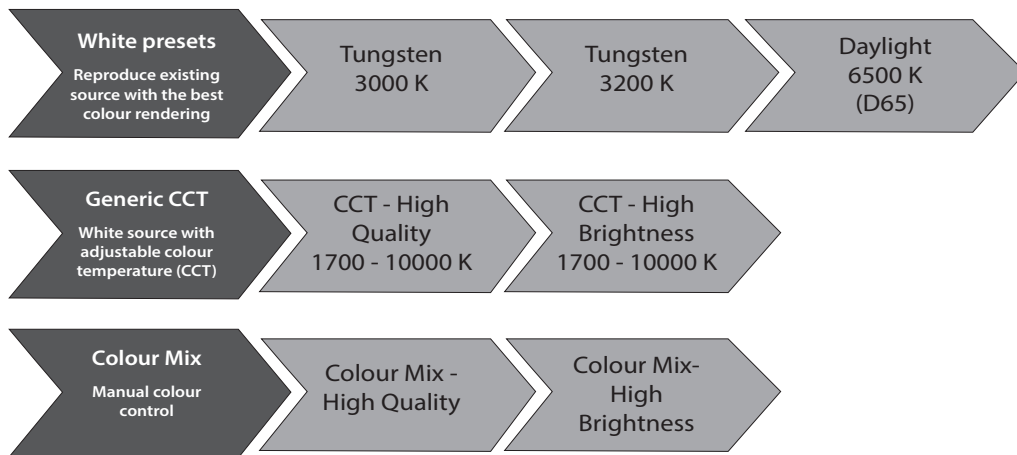 White presets
Reproduce existing
source with the best
colour rendering
Tungsten
3000 K
Tungsten
3200 K
Daylight
6500 K
(D65)
Generic CCT
White source with
adjustable colour
temperature (CCT)
CCT - High
Quality
1700 - 10000 K
CCT - High
Brightness
1700 - 10000 K
Colour Mix
Manual colour
control
Colour Mix -
High Quality
Colour Mix-
High
Brightness